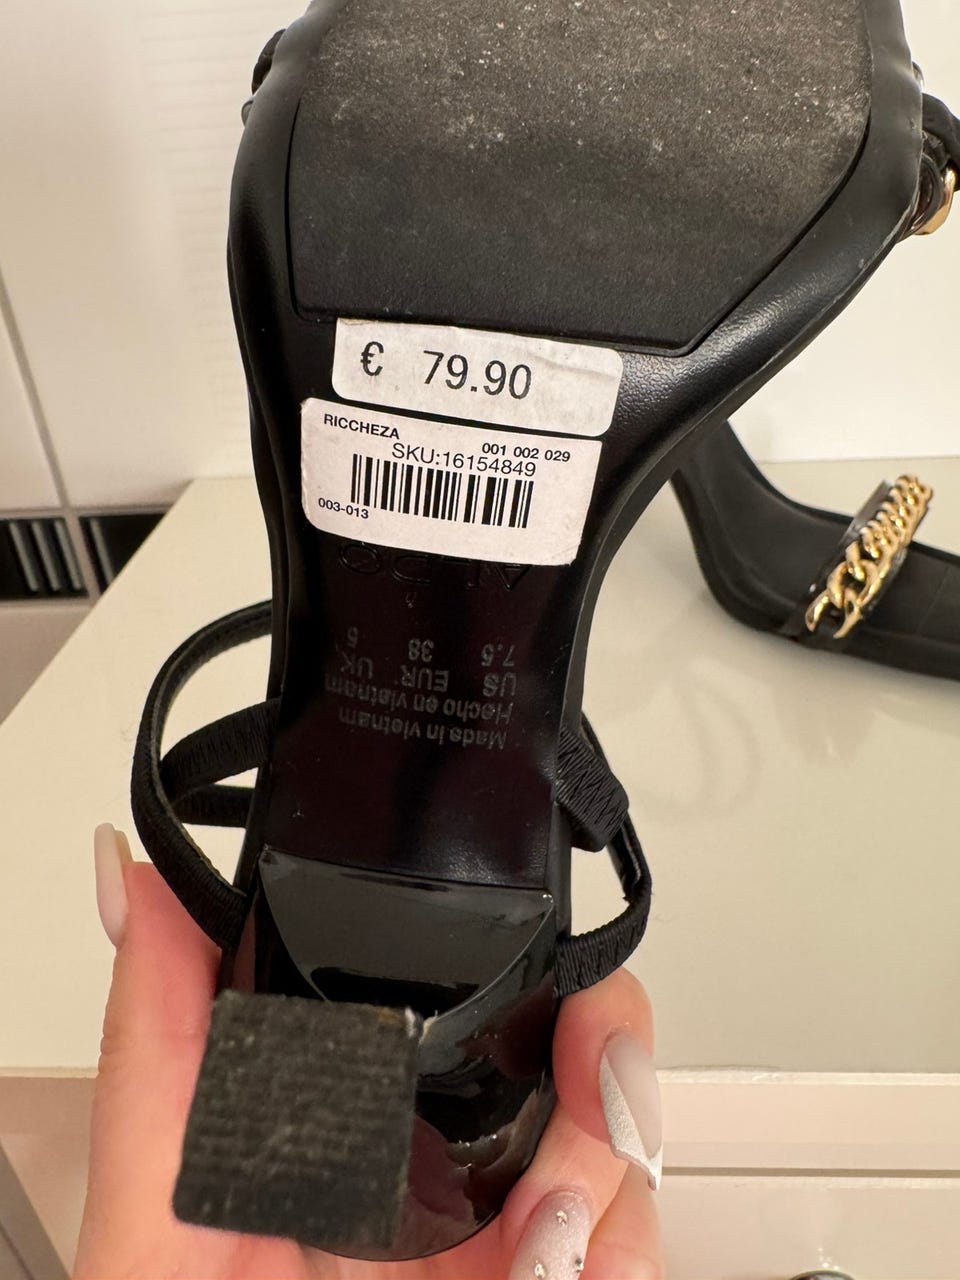 € 79.90
RICCHEZA
001 002 029
SKU:16154849
003-013
ALDO
US EUR UK
7.5 38 5
Made in Vietnam
Hecho en Vietnam